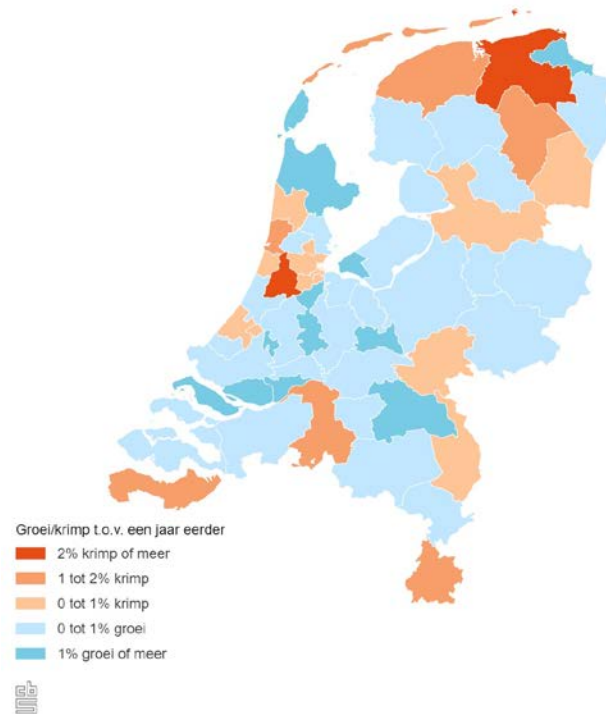 Groei/krimp t.o.v. een jaar eerder
2% krimp of meer
1 tot 2% krimp
0 tot 1% krimp
0 tot 1% groei
1% groei of meer